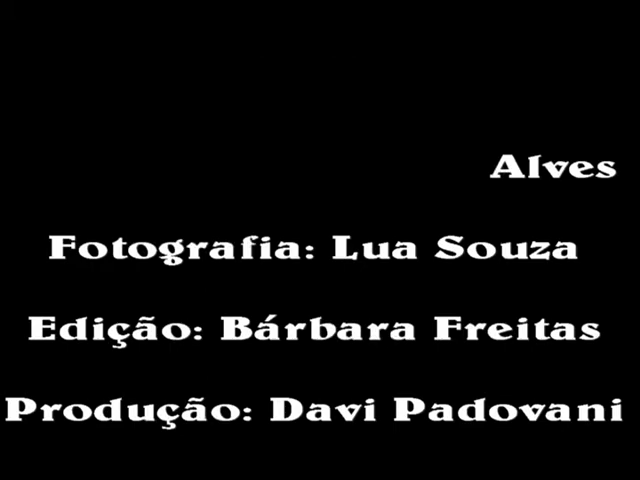 Alves
Fotografia: Lua Souza
Edição: Bárbara Freitas
Produção: Davi Padovani